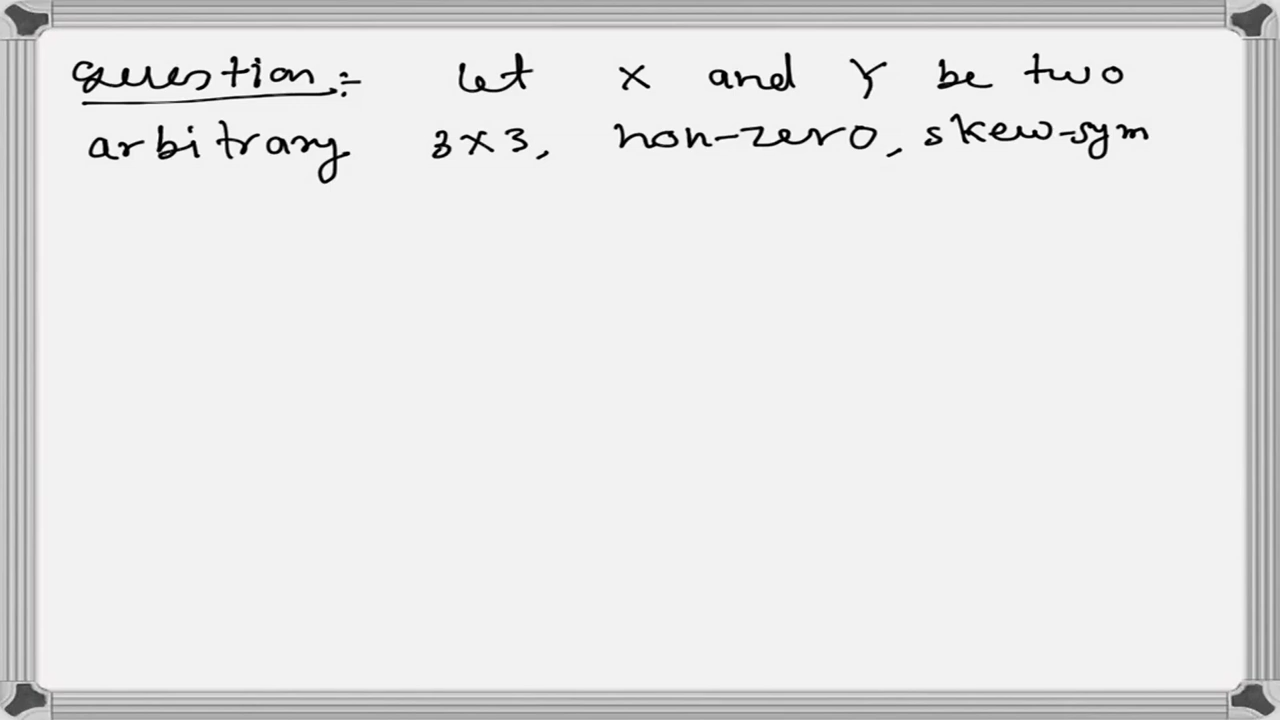 question :- Let X and Y be two
arbitrary 3x3, non-zero, skew-sym